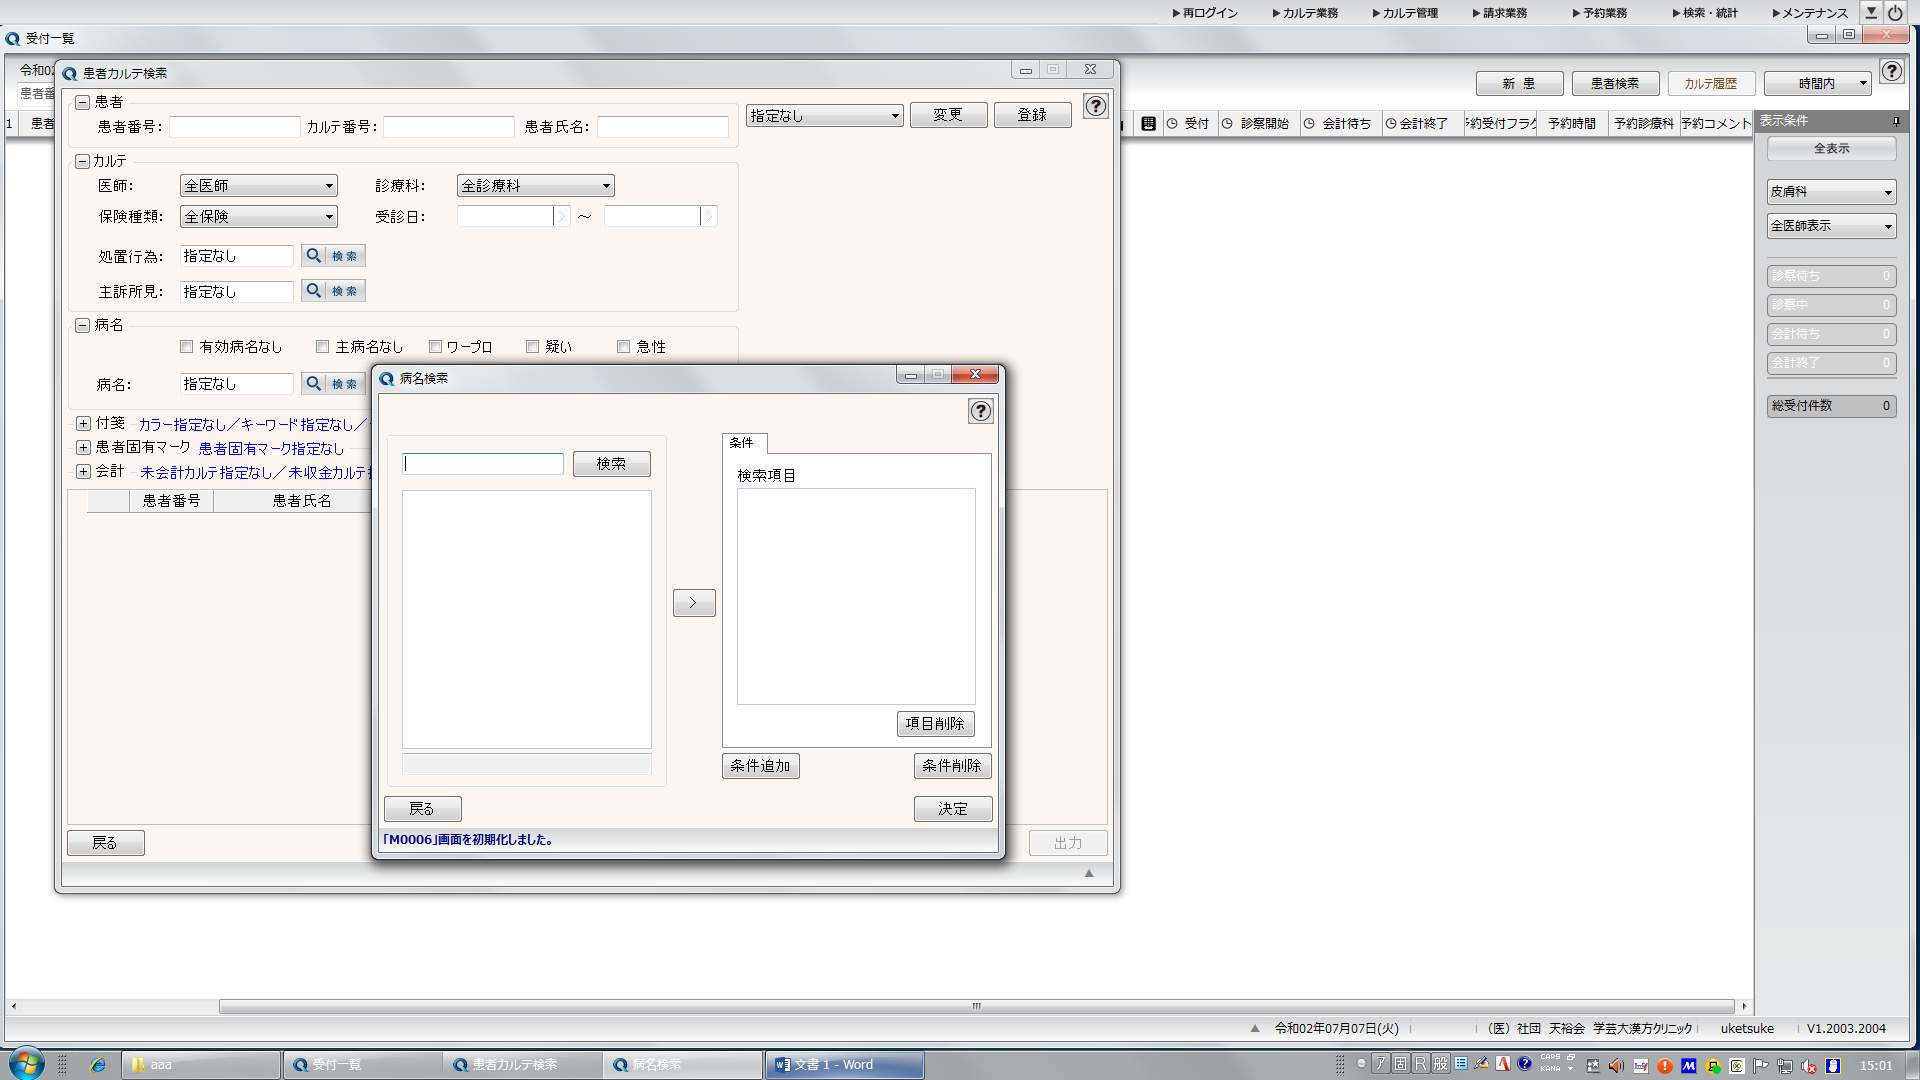 ▶再ログイン ▶カルテ業務 ▶カルテ管理 ▶請求業務 ▶予約業務 ▶検索・統計 ▶メンテナンス
受付一覧
令和02
患者番
新 患 患者検索 カルテ履歴 時間内
1 患者
受付 診察開始 会計待ち 会計終了 予約受付フラグ 予約時間 予約診療科 予約コメント
患者カルテ検索
患者
患者番号: カルテ番号: 患者氏名:
指定なし 変更 登録
カルテ
医師: 全医師 診療科: 全診療科
保険種類: 全保険 受診日: ～
処置行為: 指定なし 検索
主訴所見: 指定なし 検索
病名
有効病名なし 主病名なし ワープロ 疑い 急性
病名: 指定なし 検索
付箋 カラー指定なし／キーワード指定なし／
患者固有マーク 患者固有マーク指定なし
会計 未会計カルテ指定なし／未収金カルテ
患者番号 患者氏名
戻る 出力
病名検索
検索
>
条件
検索項目
項目削除
条件追加 条件削除
戻る 決定
「M0006」画面を初期化しました。
表示条件
全表示
皮膚科
全医師表示
診察待ち 0
診察中 0
会計待ち 0
会計終了 0
総受付件数 0
令和02年07月07日(火) （医）社団 天裕会 学芸大漢方クリニック uketsuke V1.2003.2004
aaa 受付一覧 患者カルテ検索 病名検索 文書 1 - Word
ア 固 R 般 CAPS KANA 15:01